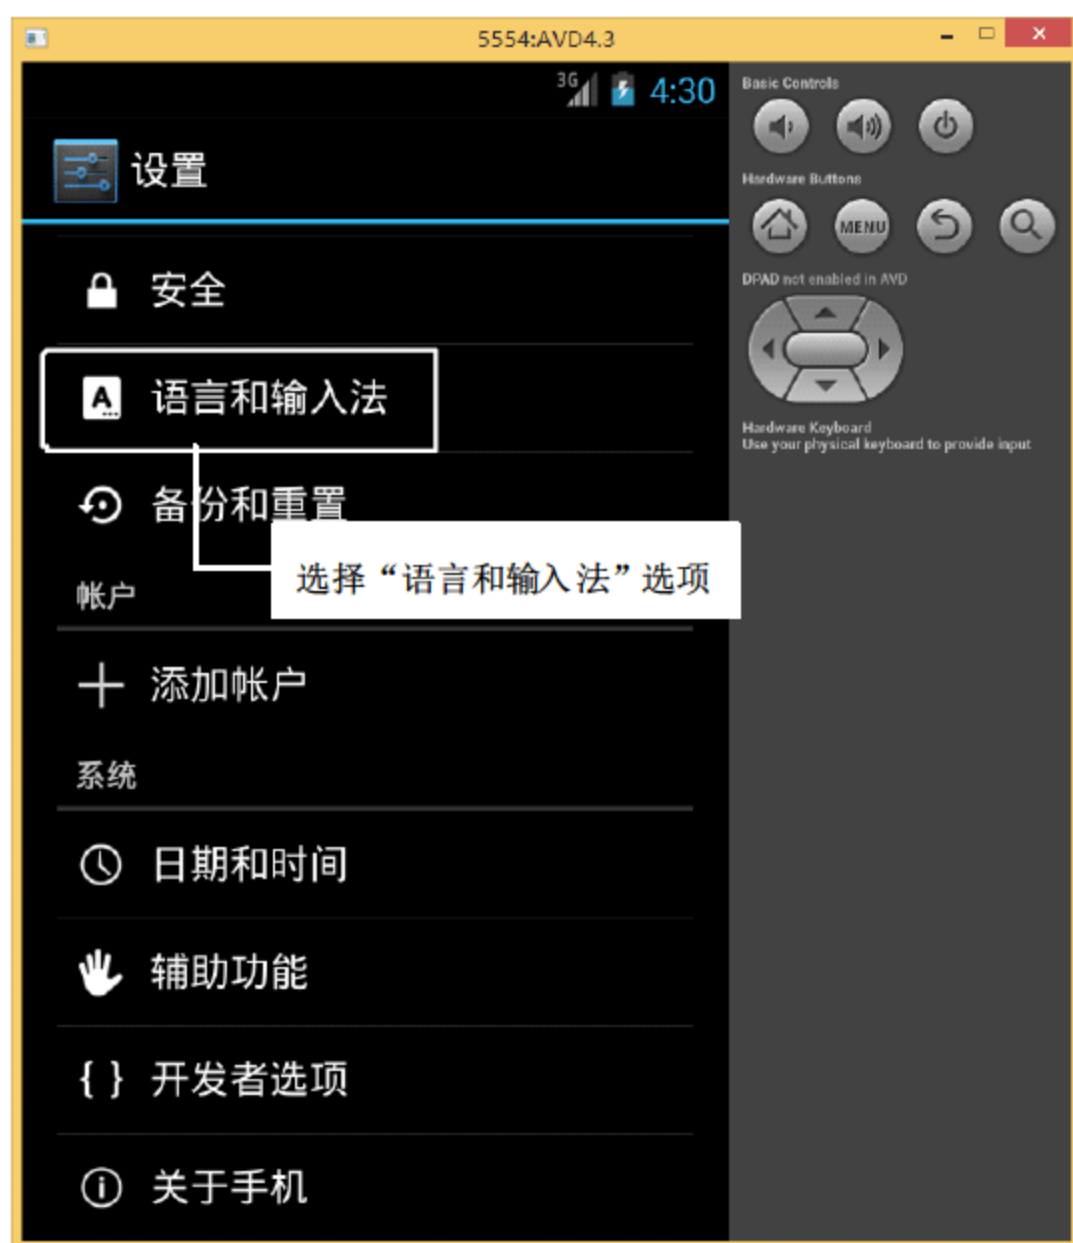 5554:AVD4.3
3G 4:30
设置
安全
A 语言和输入法
备份和重置
选择“语言和输入法”选项
帐户
添加帐户
系统
日期和时间
辅助功能
{ } 开发者选项
关于手机
Basic Controls
Hardware Buttons
MENU
DPAD not enabled in AVD
Hardware Keyboard
Use your physical keyboard to provide input